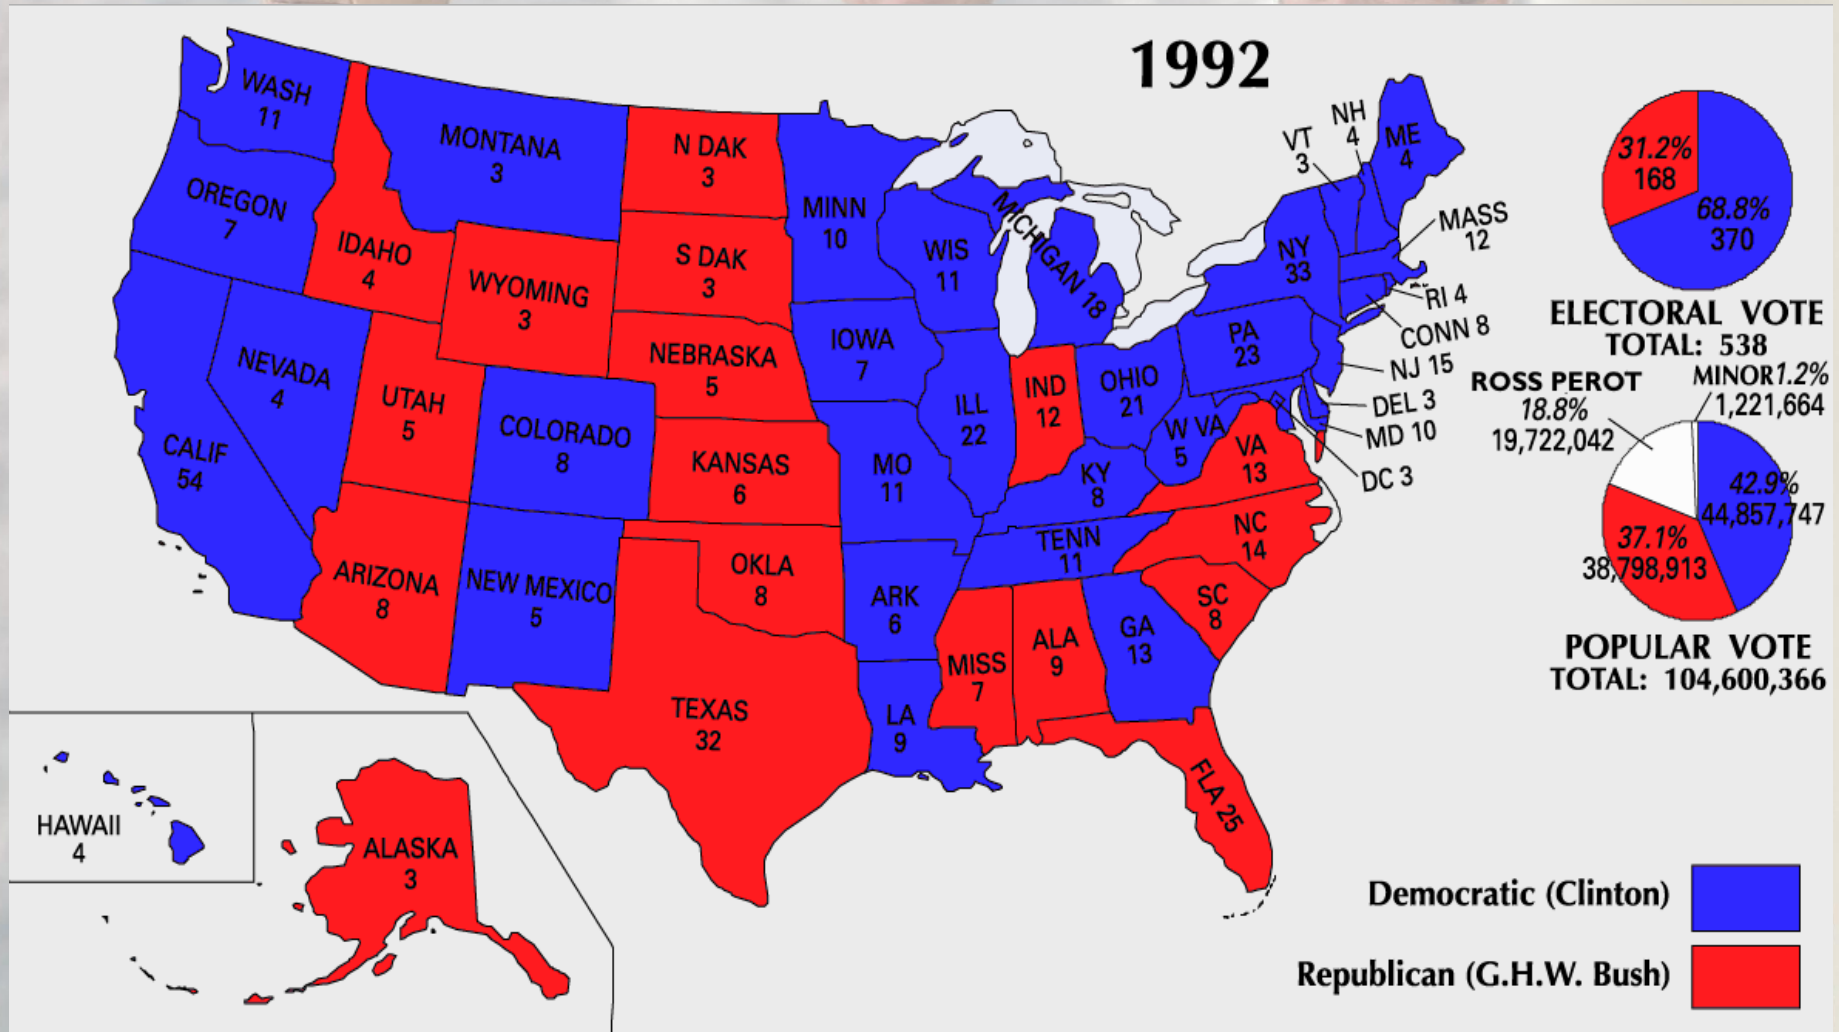 1992
WASH
11
OREGON
7
CALIF
54
NEVADA
4
IDAHO
4
MONTANA
3
WYOMING
3
UTAH
5
COLORADO
8
ARIZONA
8
NEW MEXICO
5
N DAK
3
S DAK
3
NEBRASKA
5
KANSAS
6
OKLA
8
TEXAS
32
MINN
10
IOWA
7
MO
11
ARK
6
LA
9
WIS
11
ILL
22
MICHIGAN 18
IND
12
OHIO
21
KY
8
TENN
11
MISS
7
ALA
9
GA
13
FLA 25
SC
8
NC
14
VA
13
W VA
5
PA
23
NY
33
VT
3
NH
4
ME
4
MASS
12
RI 4
CONN 8
NJ 15
DEL 3
MD 10
DC 3
HAWAII
4
ALASKA
3
31.2%
168
68.8%
370
ELECTORAL VOTE
TOTAL: 538
ROSS PEROT
18.8%
19,722,042
MINOR 1.2%
1,221,664
42.9%
44,857,747
37.1%
38,798,913
POPULAR VOTE
TOTAL: 104,600,366
Democratic (Clinton)
Republican (G.H.W. Bush)